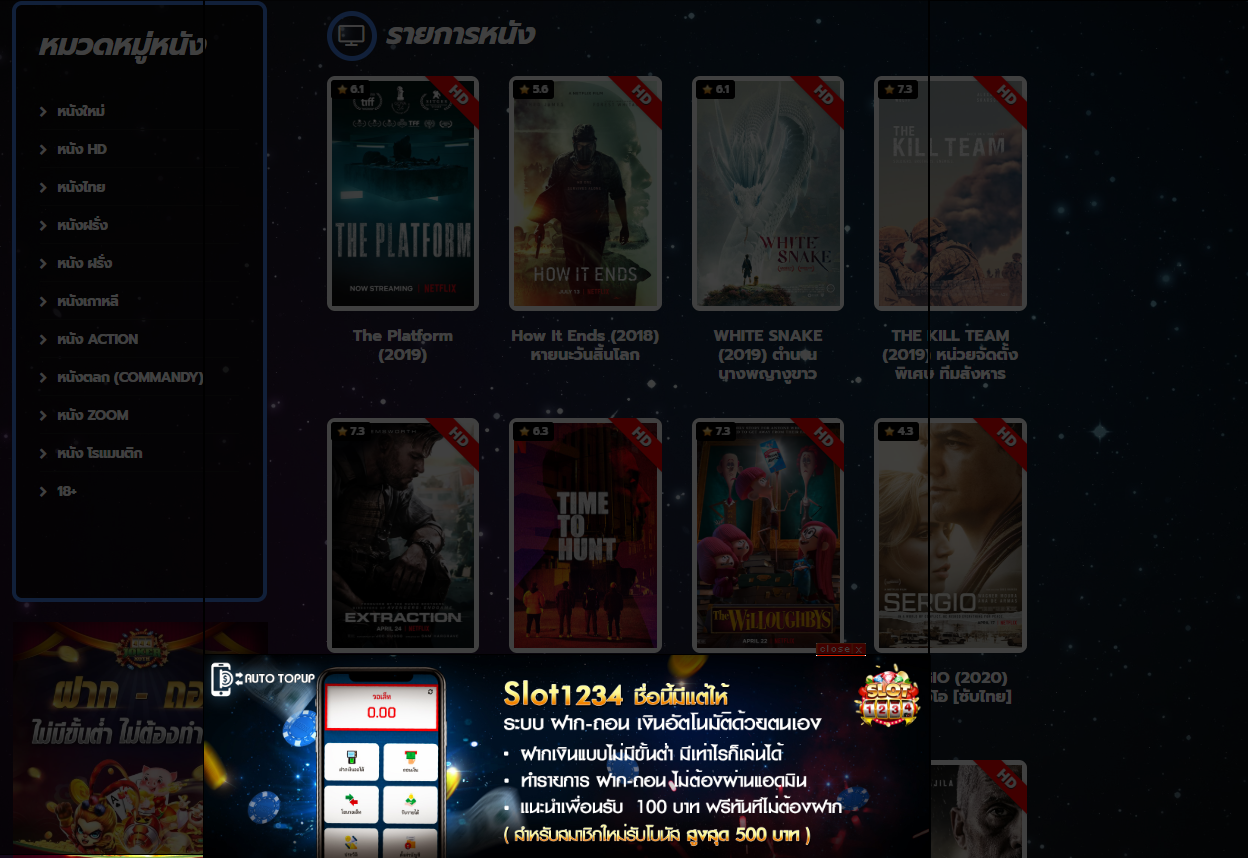 หมวดหมู่หนัง
หนังใหม่
หนัง HD
หนังไทย
หนังฝรั่ง
หนัง ฝรั่ง
หนังเกาหลี
หนัง ACTION
หนังตลก (COMMANDY)
หนัง ZOOM
หนัง โรแมนติก
18+
รายการหนัง
6.1
HD
tiff
THE PLATFORM
NOW STREAMING NETFLIX
The Platform
(2019)
5.6
HD
HOW IT ENDS
JULY 13
How It Ends (2018)
หายนะวันสิ้นโลก
6.1
HD
WHITE
SNAKE
WHITE SNAKE
(2019) ตำนาน
นางพญางูขาว
7.3
HD
THE
KILL TEAM
THE KILL TEAM
(2019) หน่วยจัดตั้ง
พิเศษ ทีมสังหาร
7.3
HD
EXTRACTION
APRIL 24 NETFLIX
6.3
HD
TIME
TO
HUNT
7.3
HD
The WILLOUGHBYS
APRIL 22
4.3
HD
SERGIO
IO (2020)
โอ [ซับไทย]
HD
JILA
ฝาก - ถอ
ไม่มีขั้นต่ำ ไม่ต้องทำ
close x
AUTO TOPUP
วอเล็ท
0.00
Slot1234 ชื่อนี้มีแต่ให้
ระบบ ฝาก-ถอน เงินอัตโนมัติด้วยตนเอง
• ฝากเงินแบบไม่มีขั้นต่ำ มีเท่าไรก็เล่นได้
• ทำรายการ ฝาก-ถอน ไม่ต้องผ่านแอดมิน
• แนะนำเพื่อนรับ 100 บาท ฟรีทันทีไม่ต้องฝาก
( สำหรับสมาชิกใหม่รับโบนัส สูงสุด 500 บาท )
SLOT
1234